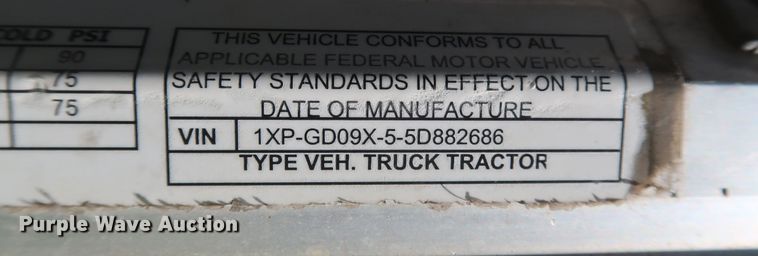 COLD PSI
90
75
75
THIS VEHICLE CONFORMS TO ALL
APPLICABLE FEDERAL MOTOR VEHICLE
SAFETY STANDARDS IN EFFECT ON THE
DATE OF MANUFACTURE
VIN 1XP-GD09X-5-5D882686
TYPE VEH. TRUCK TRACTOR
Purple Wave Auction